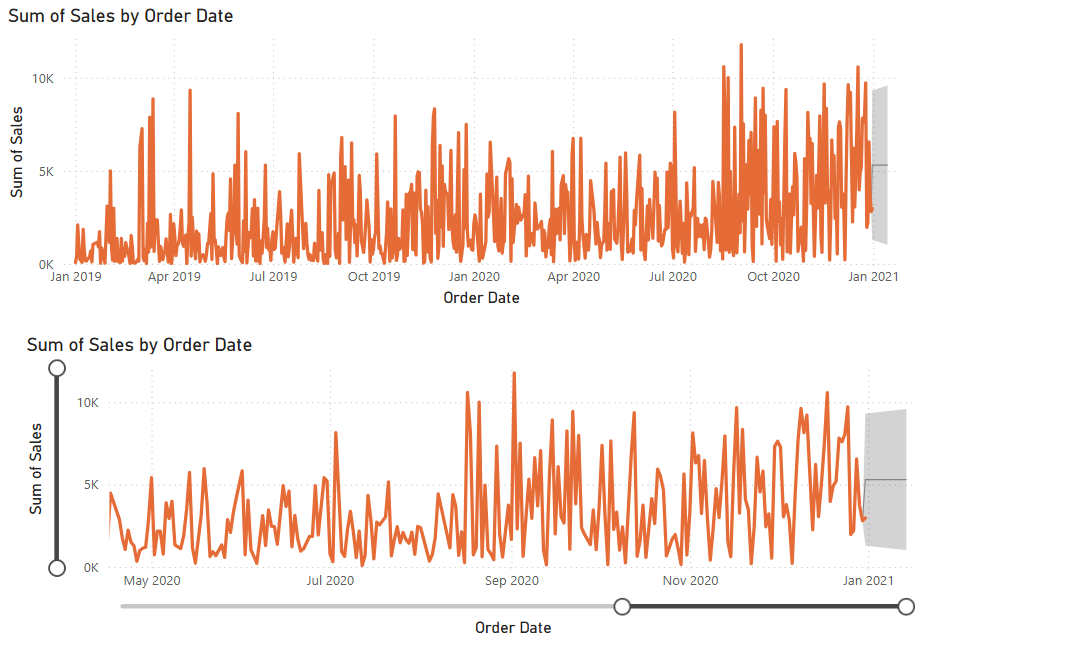 Sum of Sales by Order Date
10K
5K
0K
Sum of Sales
Jan 2019 Apr 2019 Jul 2019 Oct 2019 Jan 2020 Apr 2020 Jul 2020 Oct 2020 Jan 2021
Order Date
Sum of Sales by Order Date
10K
5K
0K
Sum of Sales
May 2020 Jul 2020 Sep 2020 Nov 2020 Jan 2021
Order Date